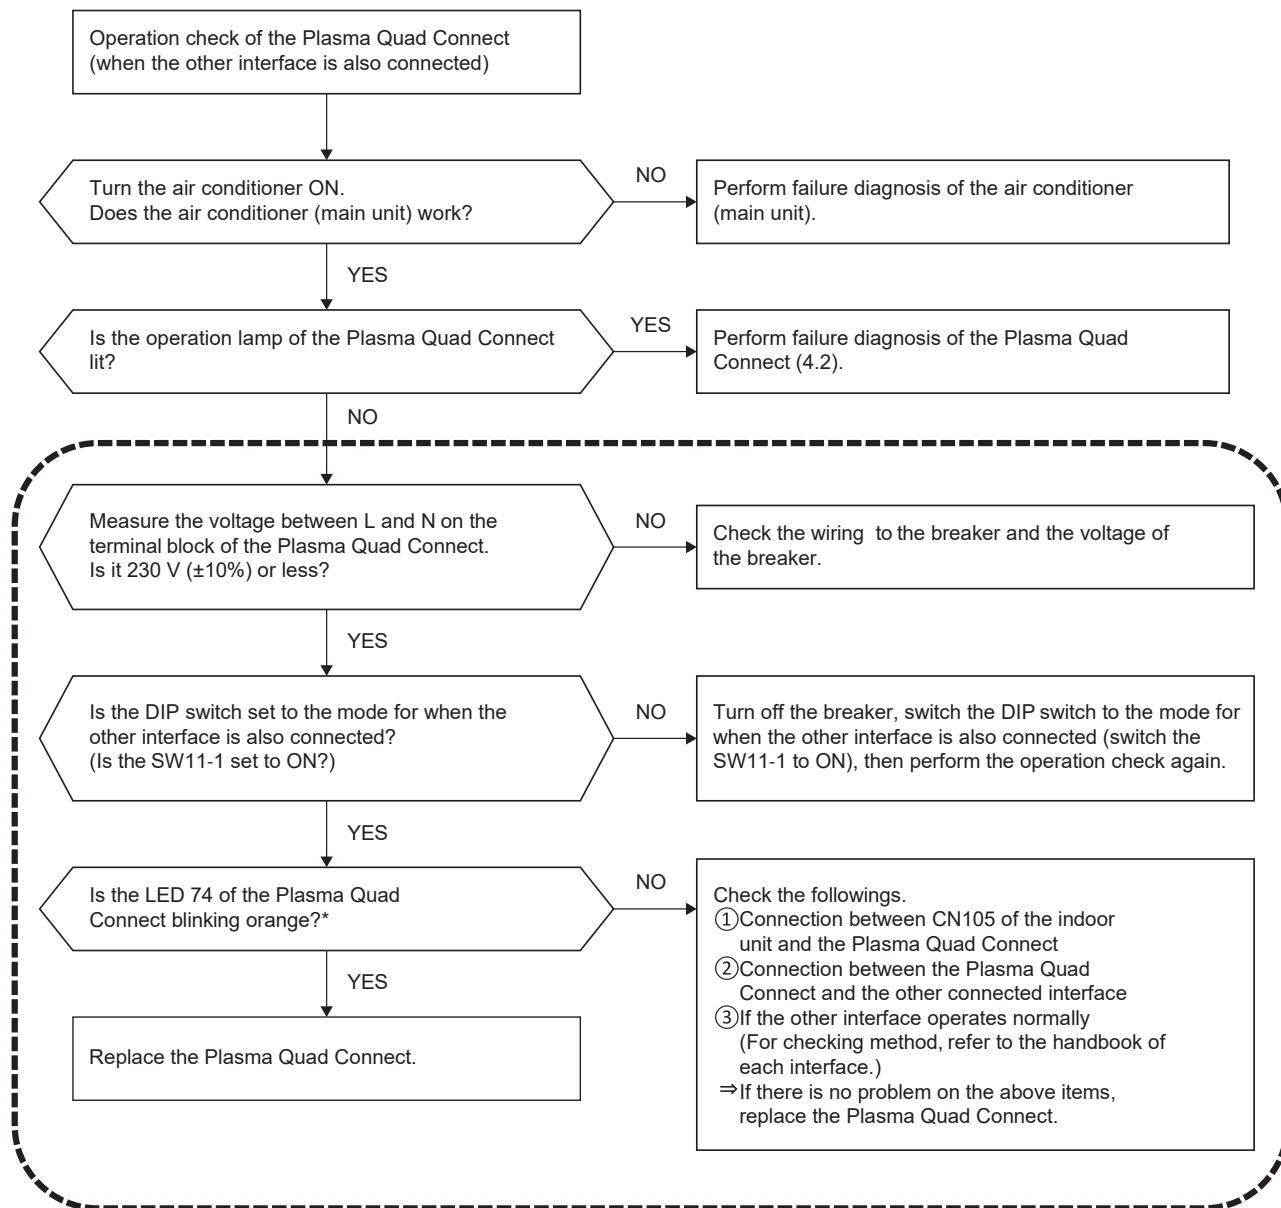 Operation check of the Plasma Quad Connect
(when the other interface is also connected)
Turn the air conditioner ON.
Does the air conditioner (main unit) work?
NO
Perform failure diagnosis of the air conditioner
(main unit).
YES
Is the operation lamp of the Plasma Quad Connect
lit?
YES
Perform failure diagnosis of the Plasma Quad
Connect (4.2).
NO
Measure the voltage between L and N on the
terminal block of the Plasma Quad Connect.
Is it 230 V (±10%) or less?
NO
Check the wiring to the breaker and the voltage of
the breaker.
YES
Is the DIP switch set to the mode for when the
other interface is also connected?
(Is the SW11-1 set to ON?)
NO
Turn off the breaker, switch the DIP switch to the mode for
when the other interface is also connected (switch the
SW11-1 to ON), then perform the operation check again.
YES
Is the LED 74 of the Plasma Quad
Connect blinking orange?*
NO
Check the followings.
①Connection between CN105 of the indoor
unit and the Plasma Quad Connect
②Connection between the Plasma Quad
Connect and the other connected interface
③If the other interface operates normally
(For checking method, refer to the handbook of
each interface.)
⇒If there is no problem on the above items,
replace the Plasma Quad Connect.
YES
Replace the Plasma Quad Connect.